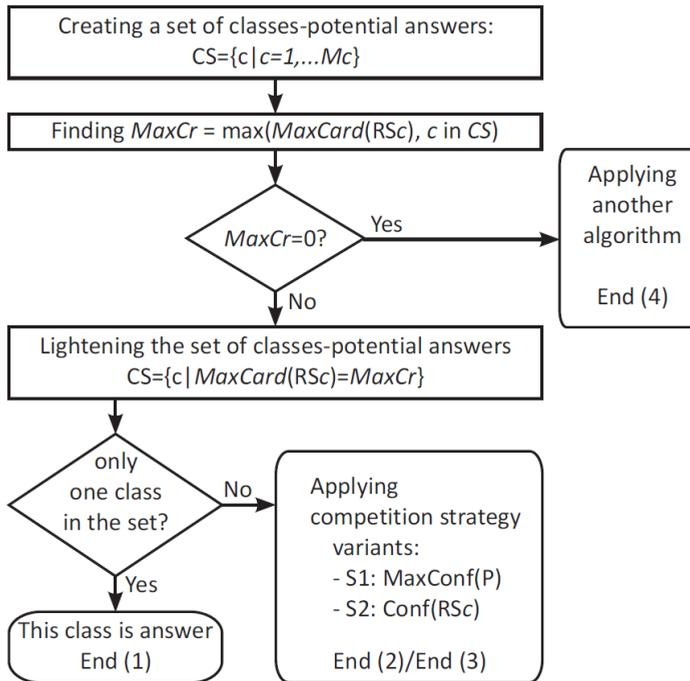 Creating a set of classes-potential answers:
CS={c|c=1,...Mc}
Finding MaxCr = max(MaxCard(RSc), c in CS)
MaxCr=0?
Yes
Applying
another
algorithm
End (4)
No
Lightening the set of classes-potential answers
CS={c|MaxCard(RSc)=MaxCr}
only
one class
in the set?
No
Applying
competition strategy
variants:
- S1: MaxConf(P)
- S2: Conf(RSc)
End (2)/End (3)
Yes
This class is answer
End (1)